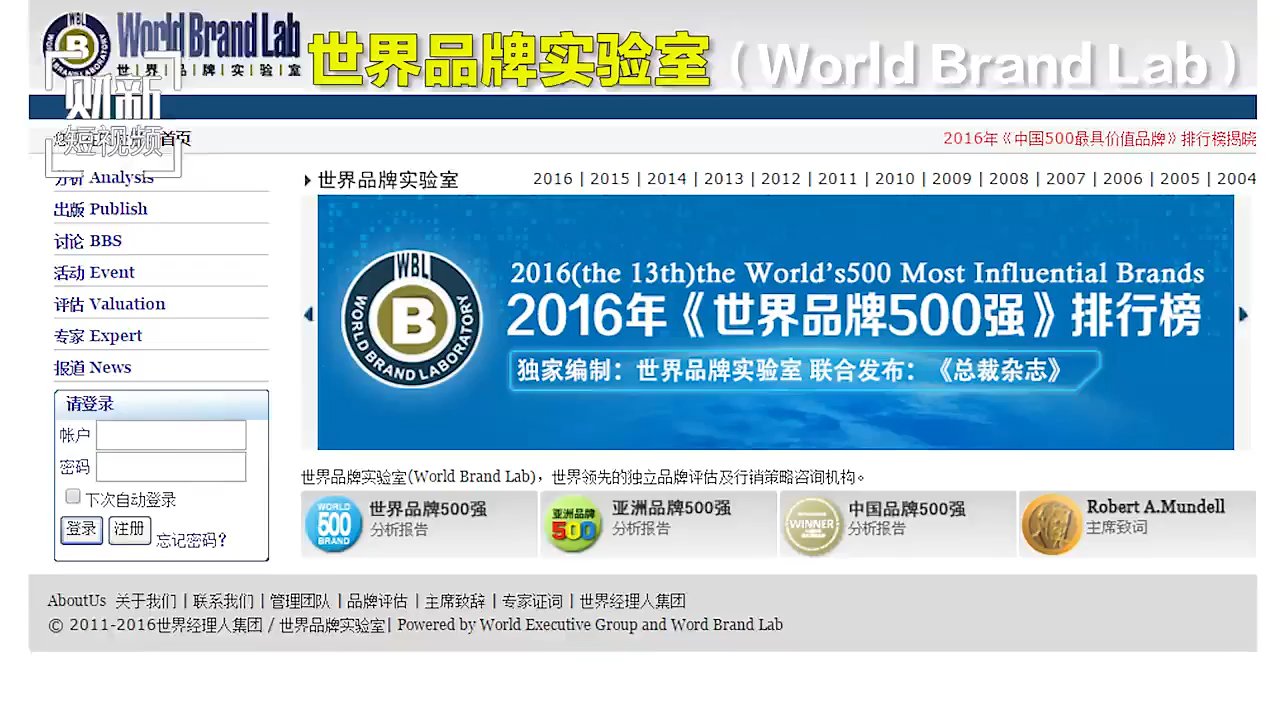 World Brand Lab
世|界|品|牌|实|验|室
世界品牌实验室(World Brand Lab)
财新
短视频
首页
2016年《中国500最具价值品牌》排行榜揭晓
分析 Analysis
出版 Publish
讨论 BBS
活动 Event
评估 Valuation
专家 Expert
报道 News
请登录
帐户
密码
下次自动登录
登录 注册 忘记密码?
世界品牌实验室
2016 | 2015 | 2014 | 2013 | 2012 | 2011 | 2010 | 2009 | 2008 | 2007 | 2006 | 2005 | 2004
WBL
B
WORLD BRAND LABORATORY
2016(the 13th)the World's500 Most Influential Brands
2016年《世界品牌500强》排行榜
独家编制：世界品牌实验室 联合发布：《总裁杂志》
世界品牌实验室(World Brand Lab)，世界领先的独立品牌评估及行销策略咨询机构。
WORLD
500
BRAND
世界品牌500强
分析报告
亚洲品牌
500
亚洲品牌500强
分析报告
WINNER
中国品牌500强
分析报告
Robert A.Mundell
主席致词
AboutUs 关于我们 | 联系我们 | 管理团队 | 品牌评估 | 主席致辞 | 专家证词 | 世界经理人集团
© 2011-2016世界经理人集团 / 世界品牌实验室| Powered by World Executive Group and Word Brand Lab